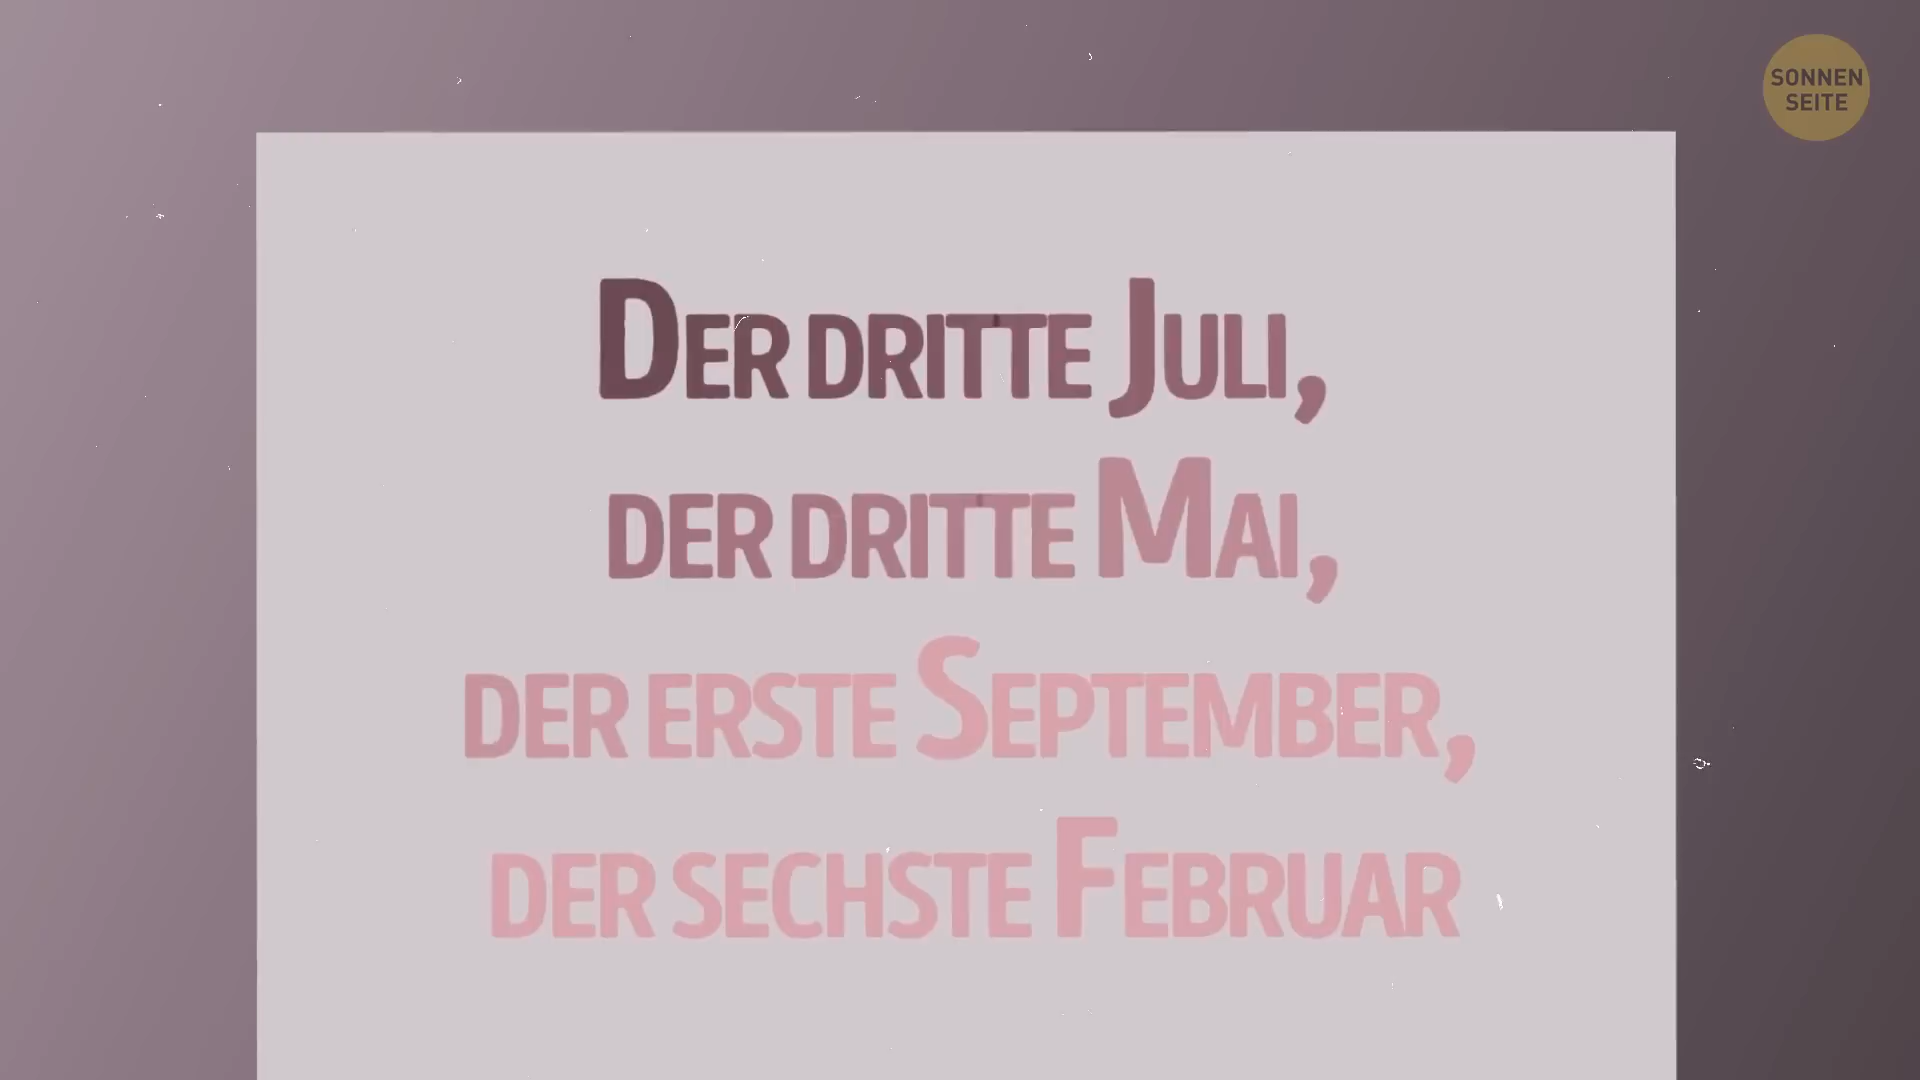 SONNEN
SEITE
Der dritte Juli,
der dritte Mai,
der erste September,
der sechste Februar